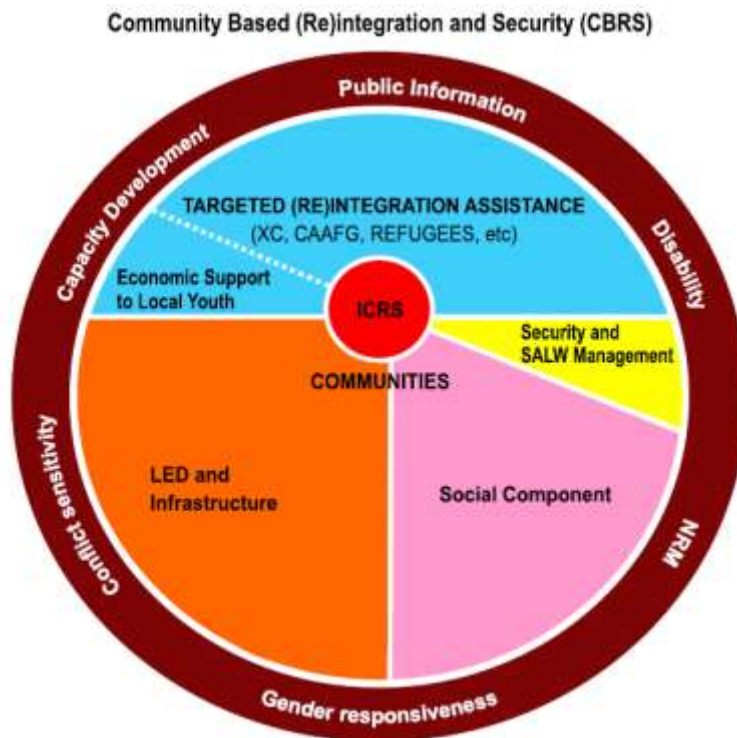 Community Based (Re)integration and Security (CBRS)
Public Information
Capacity Development
Disability
TARGETED (RE)INTEGRATION ASSISTANCE
(XC, CAAFG, REFUGEES, etc)
Economic Support
to Local Youth
ICRS
Security and
SALW Management
COMMUNITIES
LED and
Infrastructure
Social Component
Conflict sensitivity
NRM
Gender responsiveness